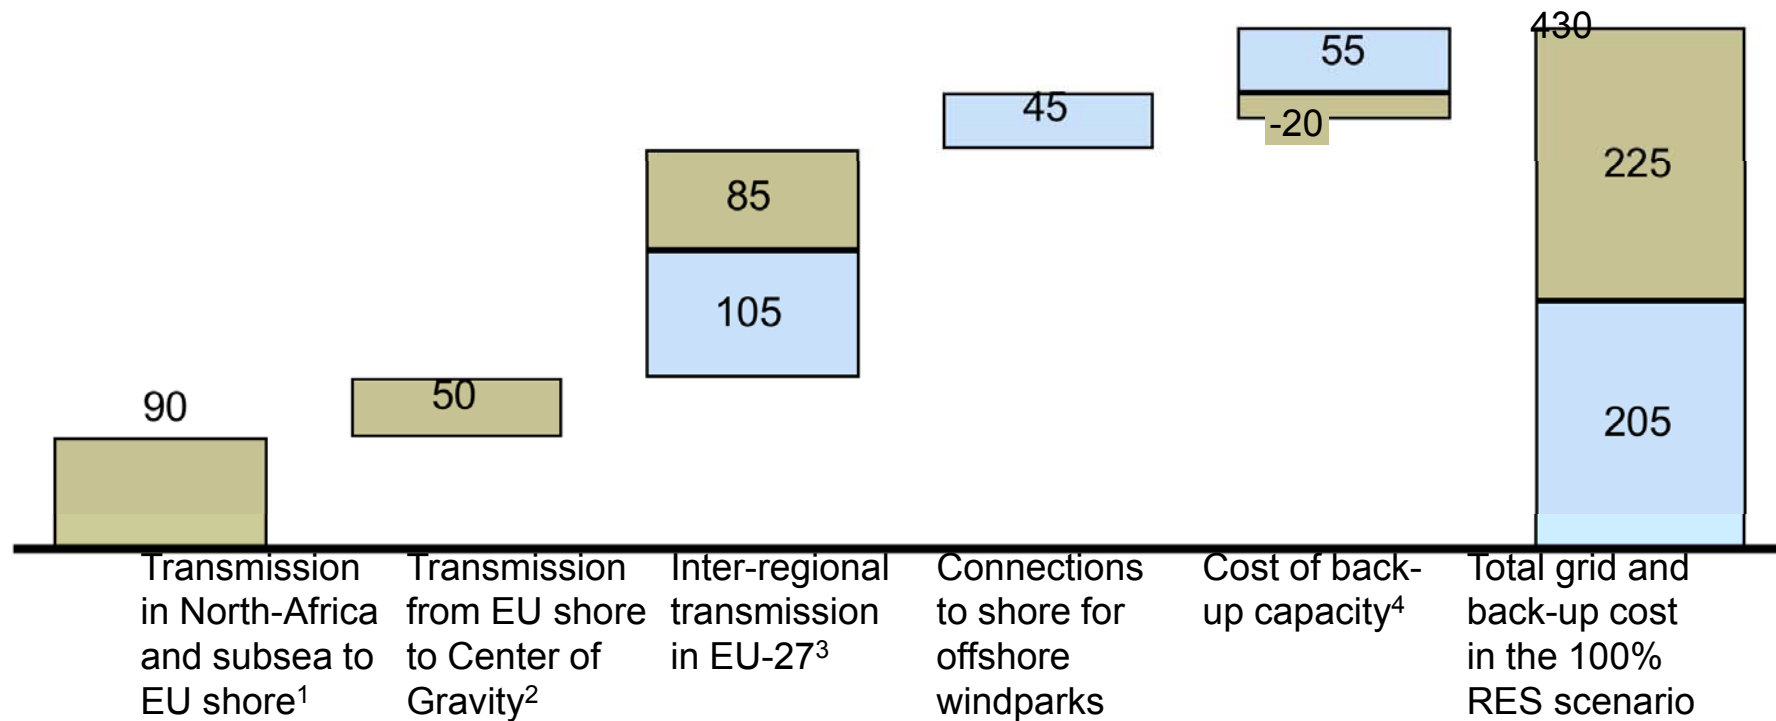 430
55
45
-20
225
85
105
90
50
205
Transmission
in North-Africa
and subsea to
EU shore¹
Transmission
from EU shore
to Center of
Gravity²
Inter-regional
transmission
in EU-27³
Connections
to shore for
offshore
windparks
Cost of back-
up capacity⁴
Total grid and
back-up cost
in the 100%
RES scenario